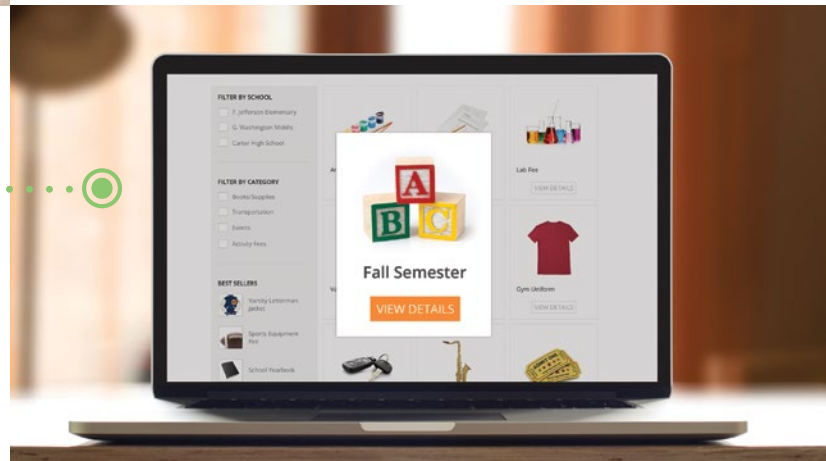 FILTER BY SCHOOL
T. Jefferson Elementary
G. Washington Middle
Carter High School
FILTER BY CATEGORY
Books/Supplies
Transportation
Events
Activity Fees
BEST SELLERS
Varsity Letterman
Jacket
Sports Equipment
Fee
School Yearbook
A
B C
Fall Semester
VIEW DETAILS
Lab Fee
VIEW DETAILS
Gym Uniform
VIEW DETAILS